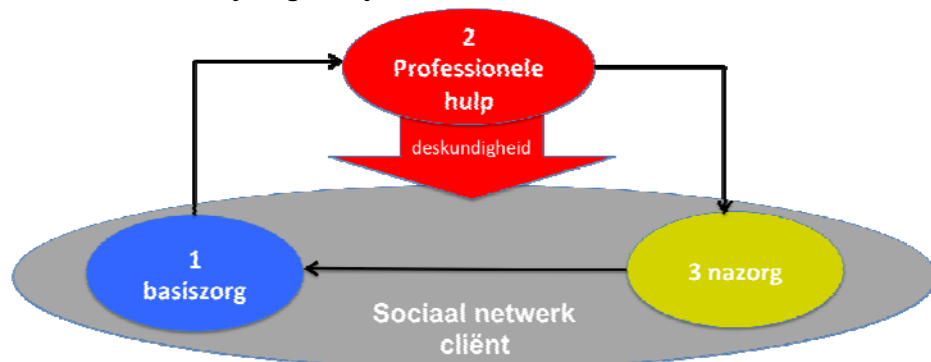 2
Professionele
hulp
deskundigheid
1
basiszorg
3 nazorg
Sociaal netwerk
cliënt